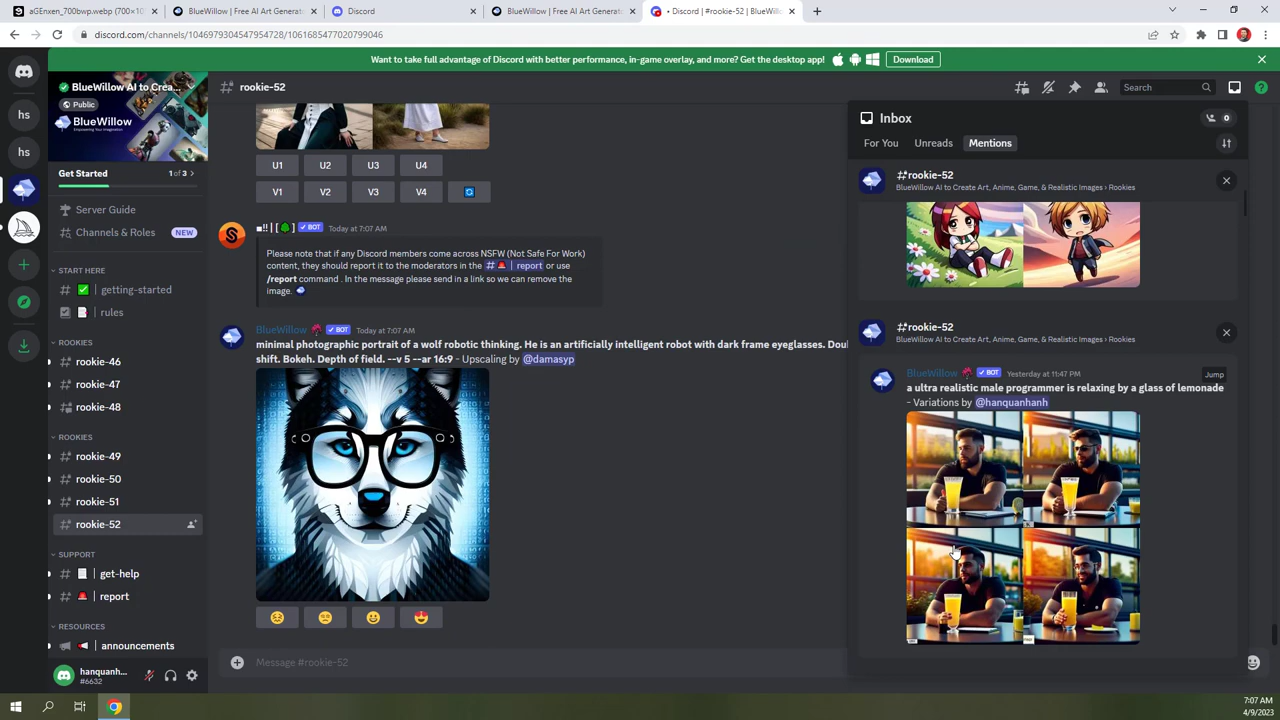 aGEnxen_700bwp.webp (700×10
BlueWillow | Free AI Art Generat
Discord
BlueWillow | Free AI Art Generat
• Discord | #rookie-52 | BlueWill
discord.com/channels/1046979304547954728/1061685477020799046
Want to take full advantage of Discord with better performance, in-game overlay, and more? Get the desktop app!
Download
BlueWillow AI to Crea...
Public
BlueWillow
Empowering Your Imagination
hs
hs
Get Started
1 of 3
Server Guide
Channels & Roles
NEW
START HERE
getting-started
rules
ROOKIES
rookie-46
rookie-47
rookie-48
ROOKIES
rookie-49
rookie-50
rookie-51
rookie-52
SUPPORT
get-help
report
RESOURCES
announcements
hanquanh...
#6632
rookie-52
Search
U1 U2 U3 U4
V1 V2 V3 V4
BOT Today at 7:07 AM
Please note that if any Discord members come across NSFW (Not Safe For Work)
content, they should report it to the moderators in the # | report or use
/report command . In the message please send in a link so we can remove the
image.
BlueWillow BOT Today at 7:07 AM
minimal photographic portrait of a wolf robotic thinking. He is an artificially intelligent robot with dark frame eyeglasses. Dou
shift. Bokeh. Depth of field. --v 5 --ar 16:9 - Upscaling by @damasyp
Message #rookie-52
Inbox
0
For You
Unreads
Mentions
#rookie-52
BlueWillow AI to Create Art, Anime, Game, & Realistic Images › Rookies
#rookie-52
BlueWillow AI to Create Art, Anime, Game, & Realistic Images › Rookies
BlueWillow BOT Yesterday at 11:47 PM
Jump
a ultra realistic male programmer is relaxing by a glass of lemonade
- Variations by @hanquanhanh
7:07 AM
4/9/2023